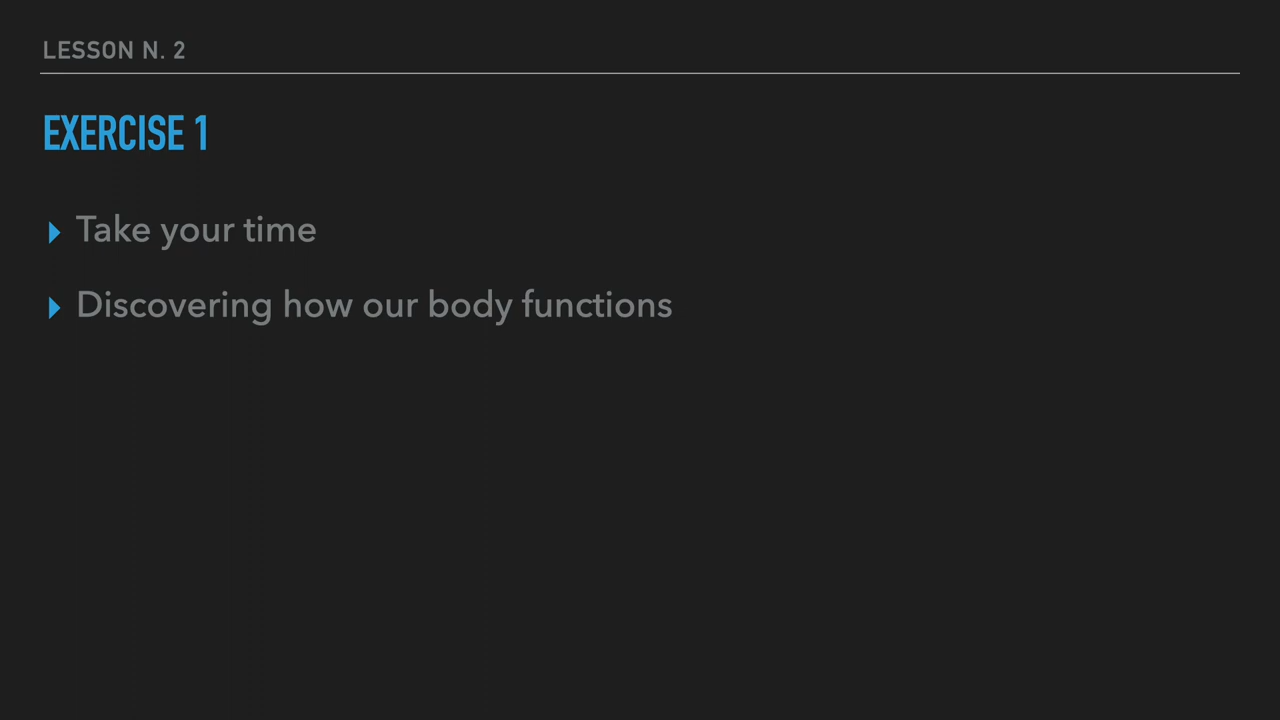 LESSON N. 2
EXERCISE 1
Take your time
Discovering how our body functions